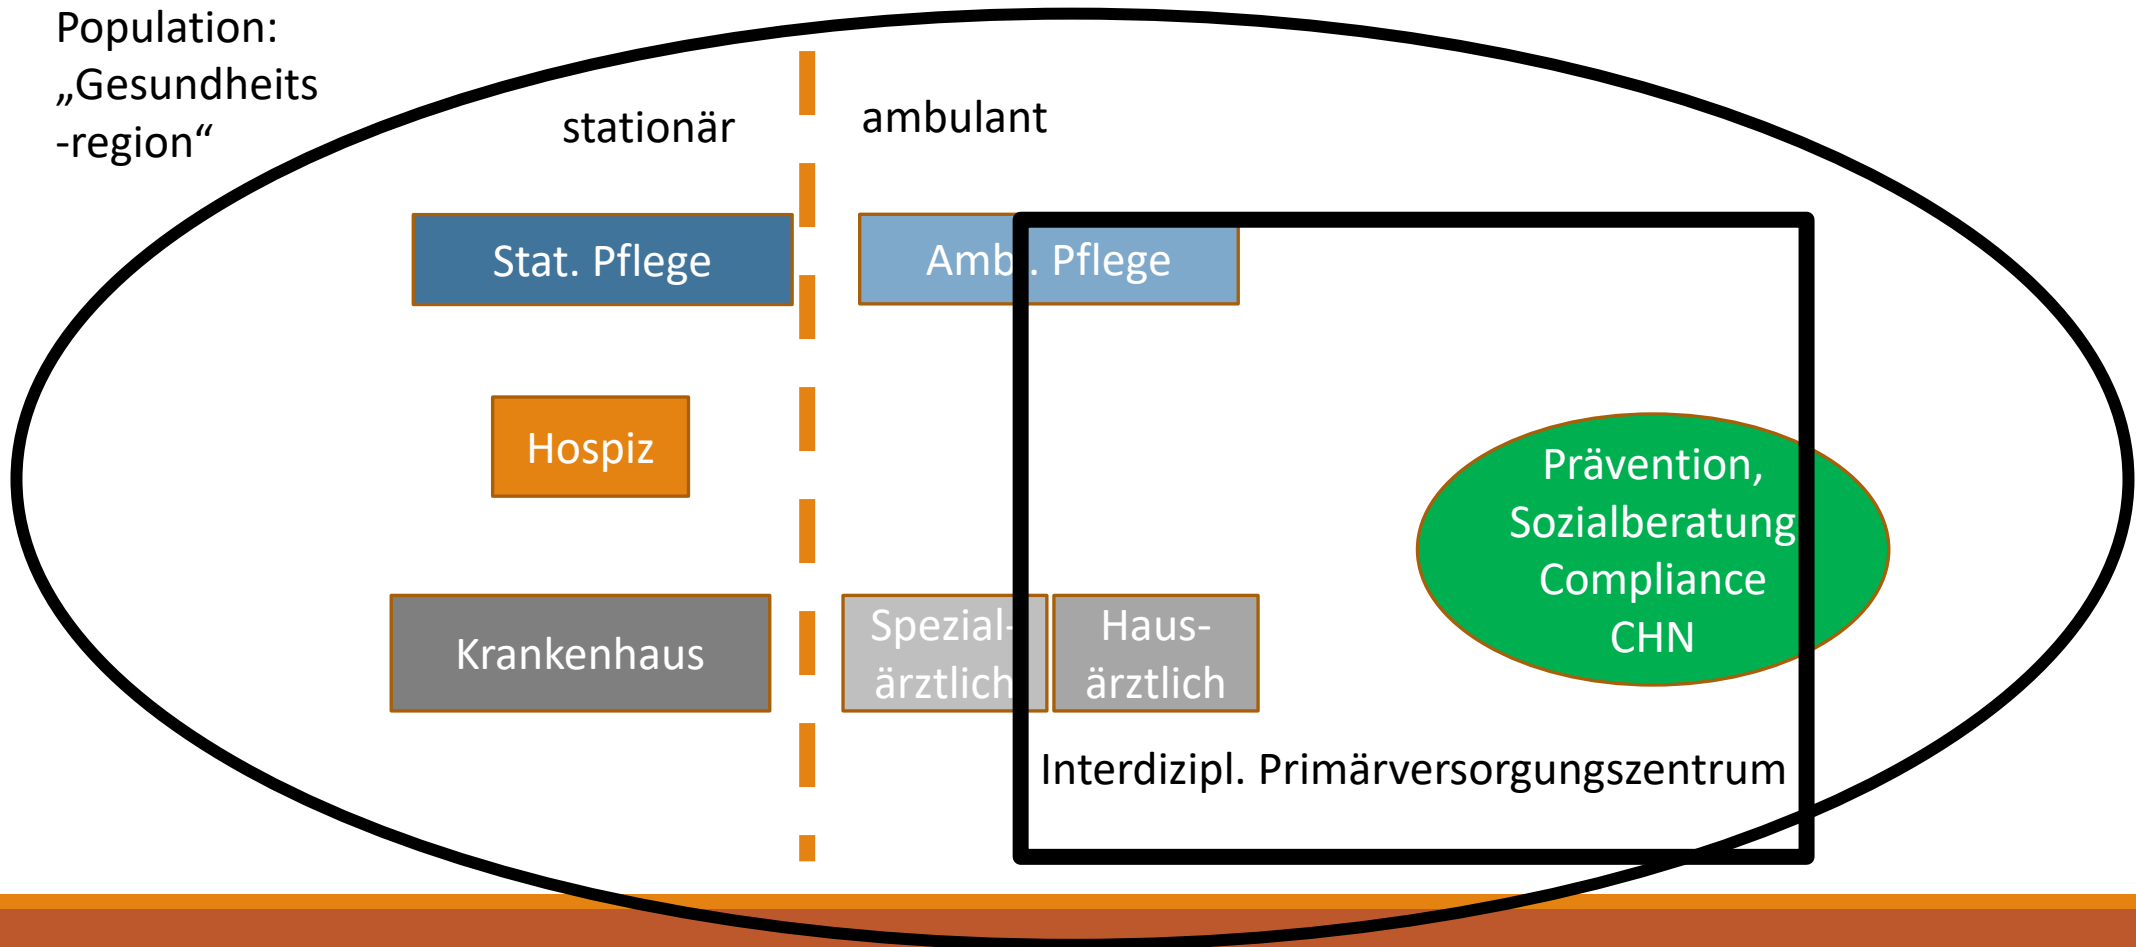 Population:
„Gesundheits
-region“
stationär
ambulant
Stat. Pflege
Amb. Pflege
Hospiz
Prävention,
Sozialberatung
Compliance
CHN
Krankenhaus
Spezial-
ärztlich
Haus-
ärztlich
Interdizipl. Primärversorgungszentrum